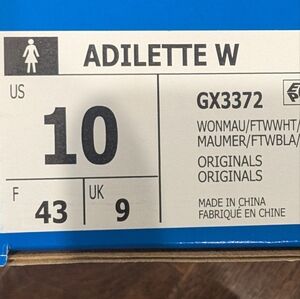 ADILETTE W
US
10
F
43
UK
9
GX3372
WONMAU/FTWWHT/
MAUMER/FTWBLA/
ORIGINALS
ORIGINALS
MADE IN CHINA
FABRIQUÉ EN CHINE